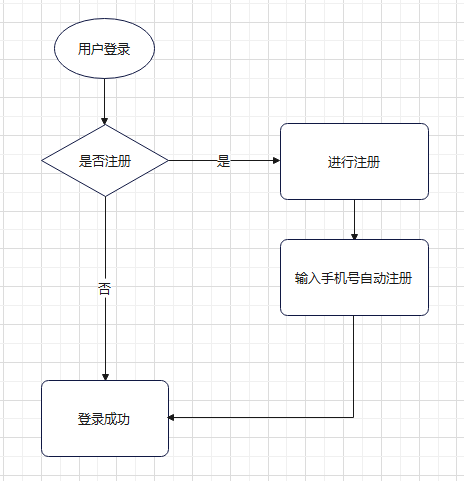 用户登录
是否注册
是
进行注册
输入手机号自动注册
否
登录成功